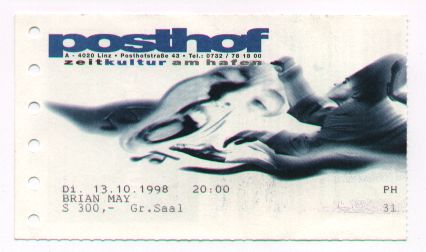 posthof
A - 4020 Linz • Posthofstraße 43 • Tel.: 0732 / 78 18 00
zeitkultur am hafen
Di. 13.10.1998 20:00 PH
BRIAN MAY
S 300,- Gr.Saal 31